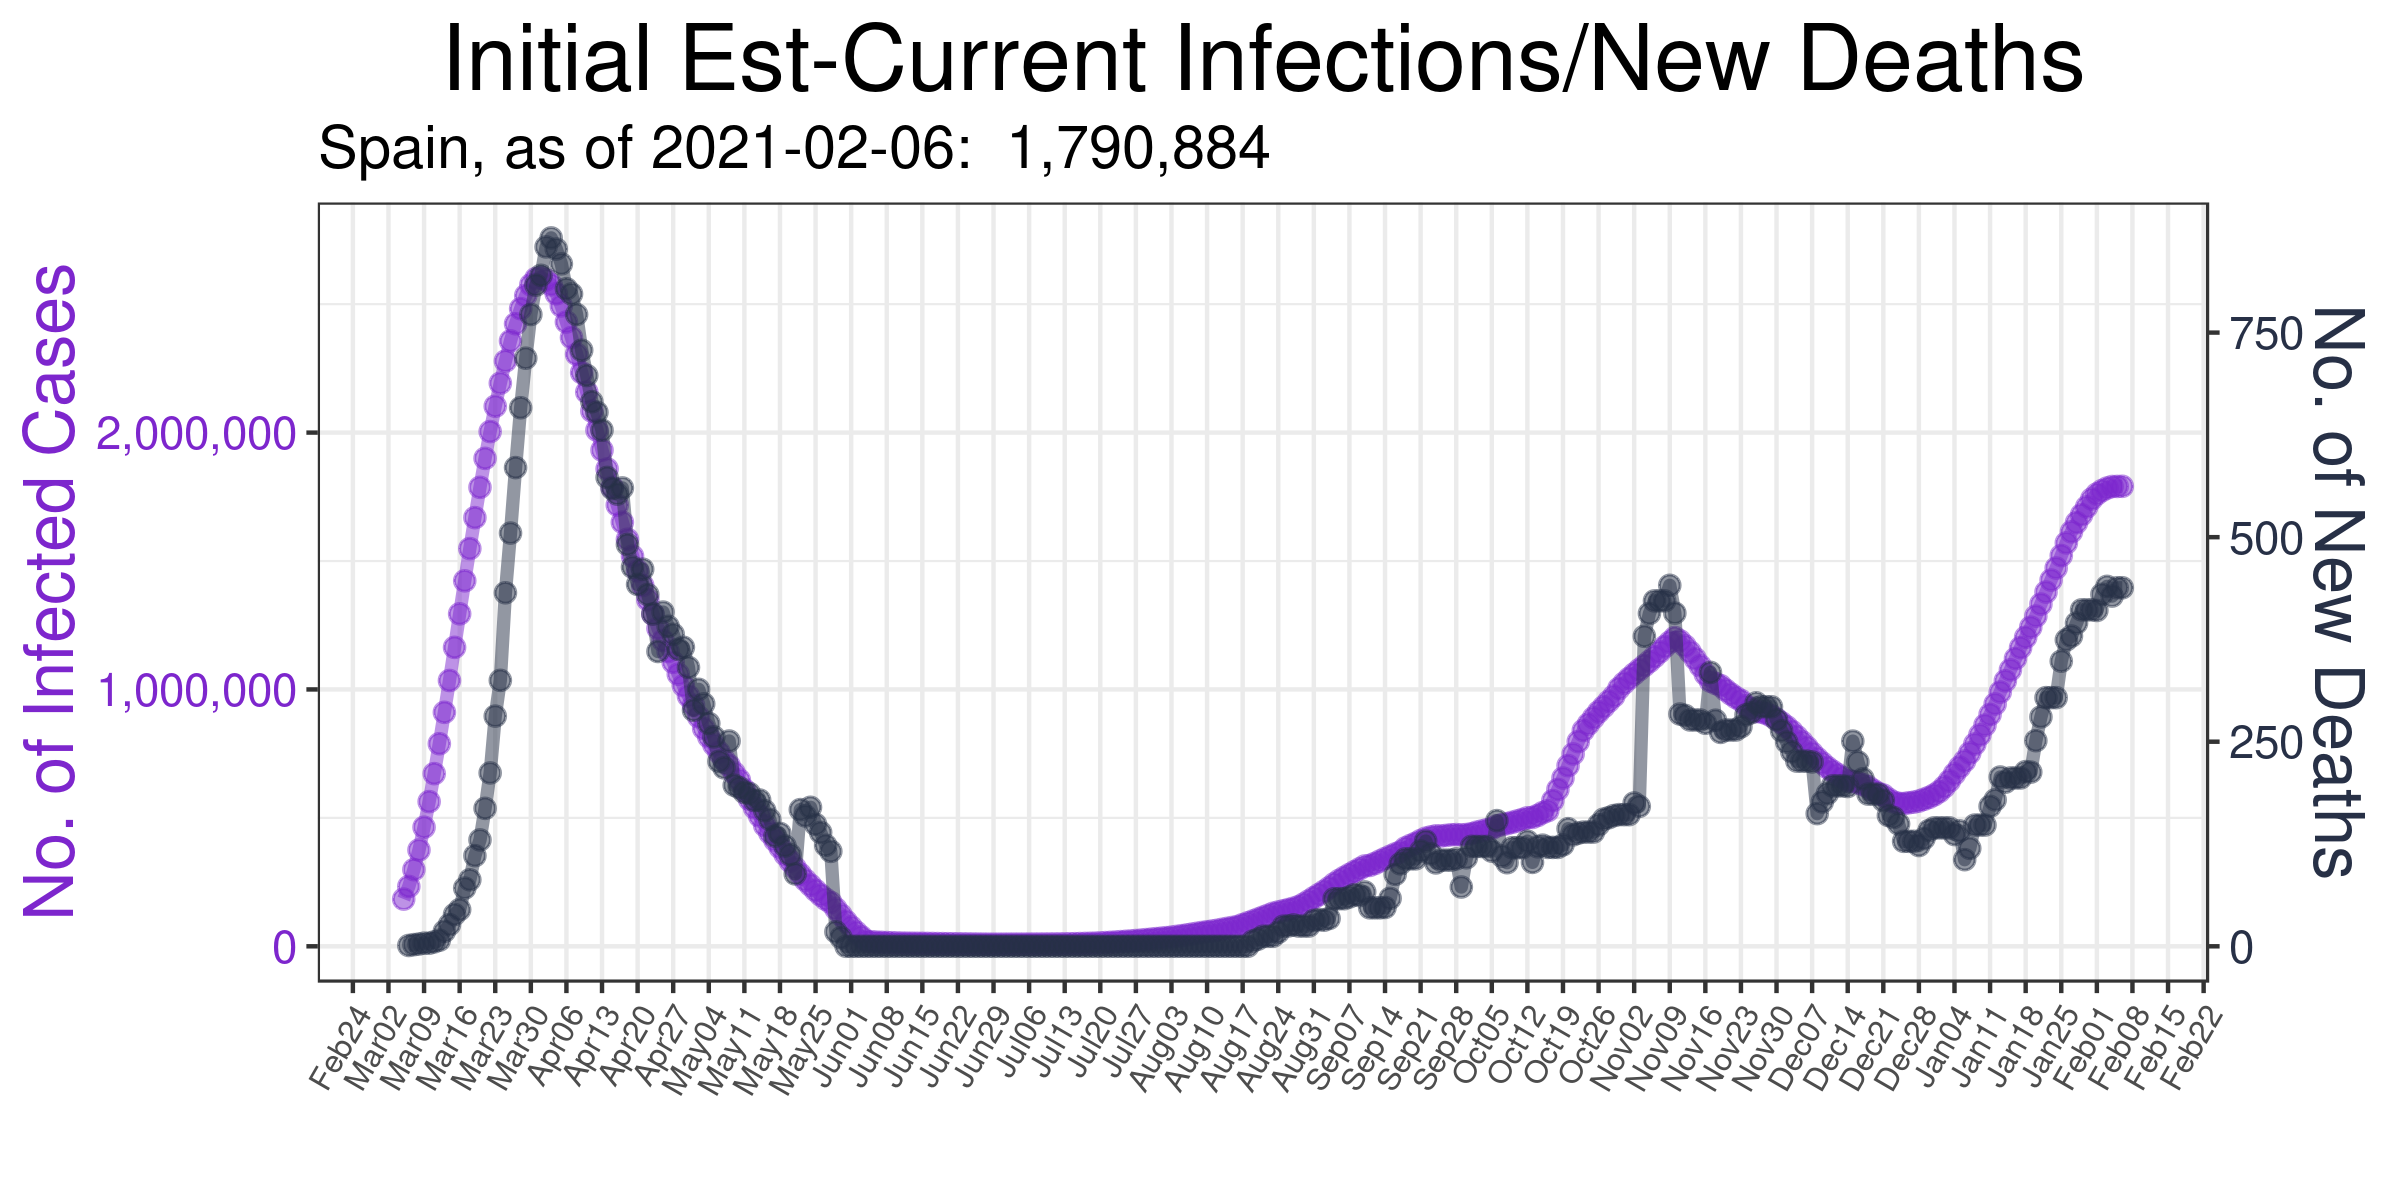 Initial Est-Current Infections/New Deaths
Spain, as of 2021-02-06:  1,790,884
No. of Infected Cases
2,000,000
1,000,000
0
750
500
250
0
No. of New Deaths
Feb24
Mar02
Mar09
Mar16
Mar23
Mar30
Apr06
Apr13
Apr20
Apr27
May04
May11
May18
May25
Jun01
Jun08
Jun15
Jun22
Jun29
Jul06
Jul13
Jul20
Jul27
Aug03
Aug10
Aug17
Aug24
Aug31
Sep07
Sep14
Sep21
Sep28
Oct05
Oct12
Oct19
Oct26
Nov02
Nov09
Nov16
Nov23
Nov30
Dec07
Dec14
Dec21
Dec28
Jan04
Jan11
Jan18
Jan25
Feb01
Feb08
Feb15
Feb22